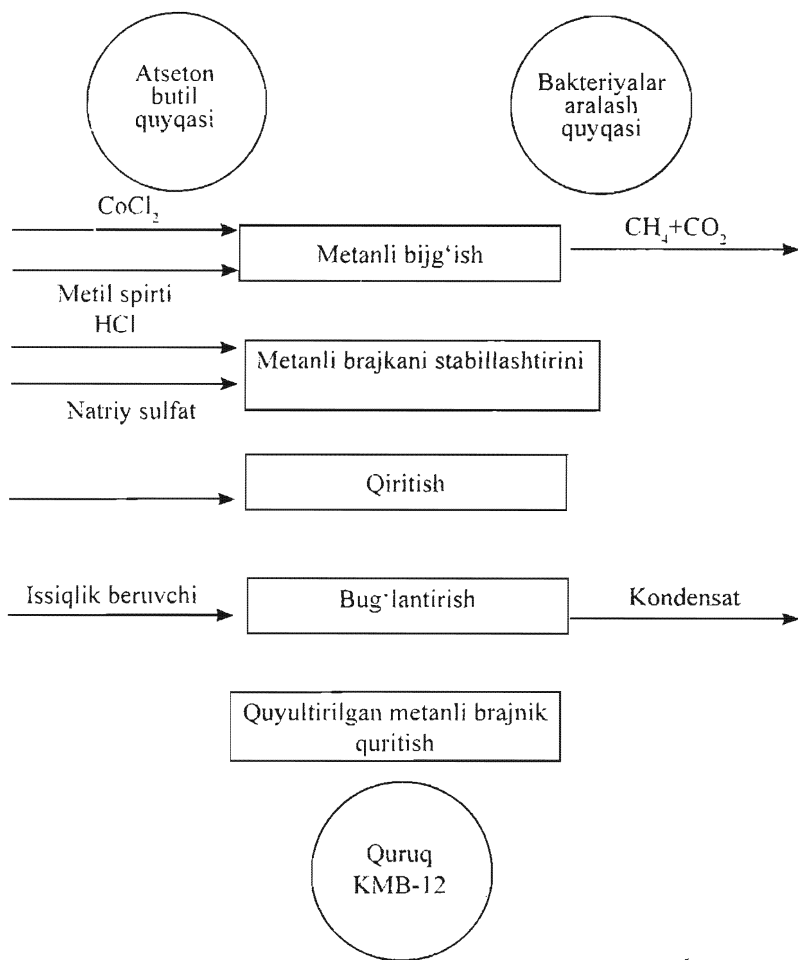 Atseton
butil
quyqasi
Bakteriyalar
aralash
quyqasi
CoCl₂
Metanli bijg‘ish
CH₄+CO₂
Metil spirti
HCl
Metanli brajkani stabillashtirini
Natriy sulfat
Qiritish
Issiqlik beruvchi
Bug‘lantirish
Kondensat
Quyultirilgan metanli brajnik
quritish
Quruq
KMB-12